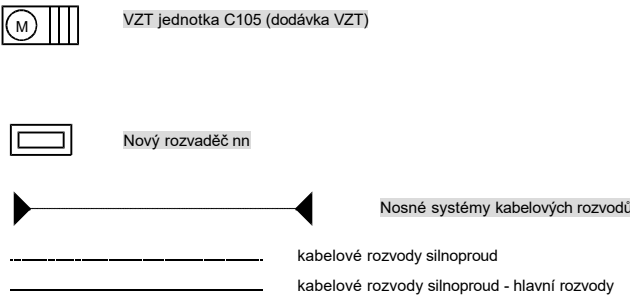 M
VZT jednotka C105 (dodávka VZT)
Nový rozvaděč nn
Nosné systémy kabelových rozvodů
kabelové rozvody silnoproud
kabelové rozvody silnoproud - hlavní rozvody